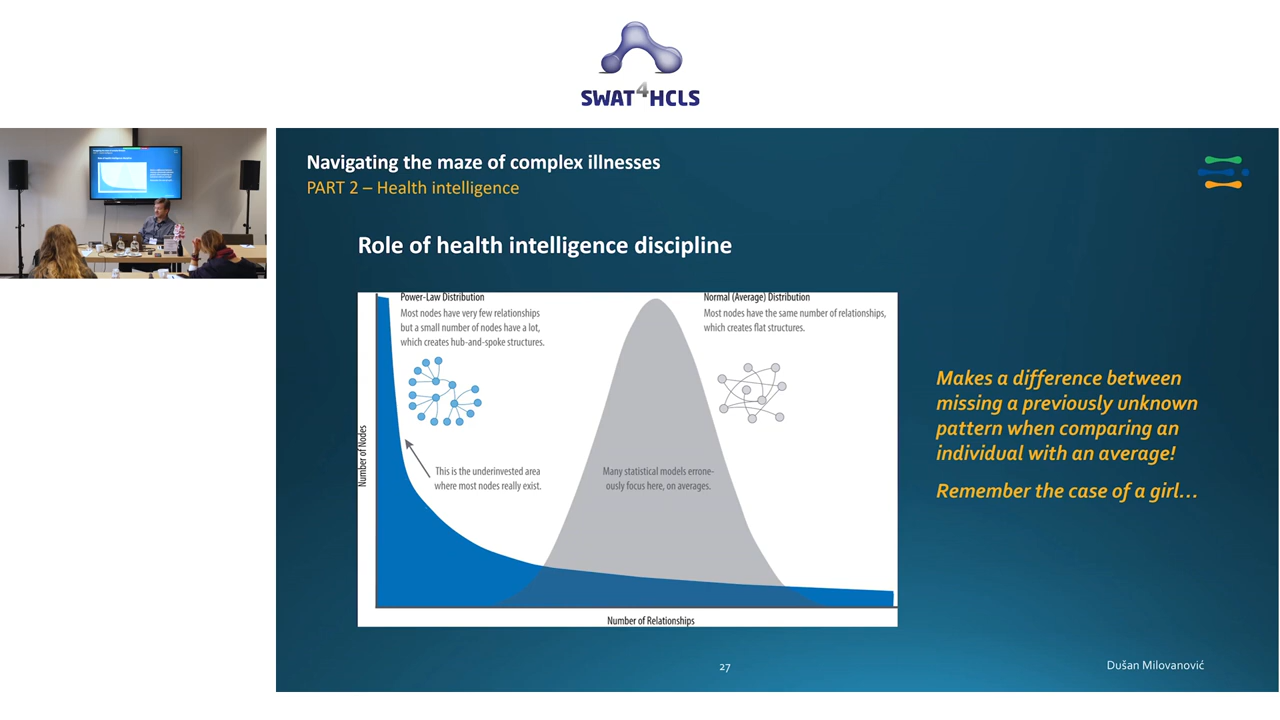 SWAT4HCLS
Navigating the maze of complex illnesses
PART 2 – Health intelligence
Role of health intelligence discipline
Power-Law Distribution
Most nodes have very few relationships
but a small number of nodes have a lot,
which creates hub-and-spoke structures.
Normal (Average) Distribution
Most nodes have the same number of relationships,
which creates flat structures.
Number of Nodes
This is the underinvested area
where most nodes really exist.
Many statistical models errone-
ously focus here, on averages.
Number of Relationships
Makes a difference between
missing a previously unknown
pattern when comparing an
individual with an average!
Remember the case of a girl...
27
Dušan Milovanović